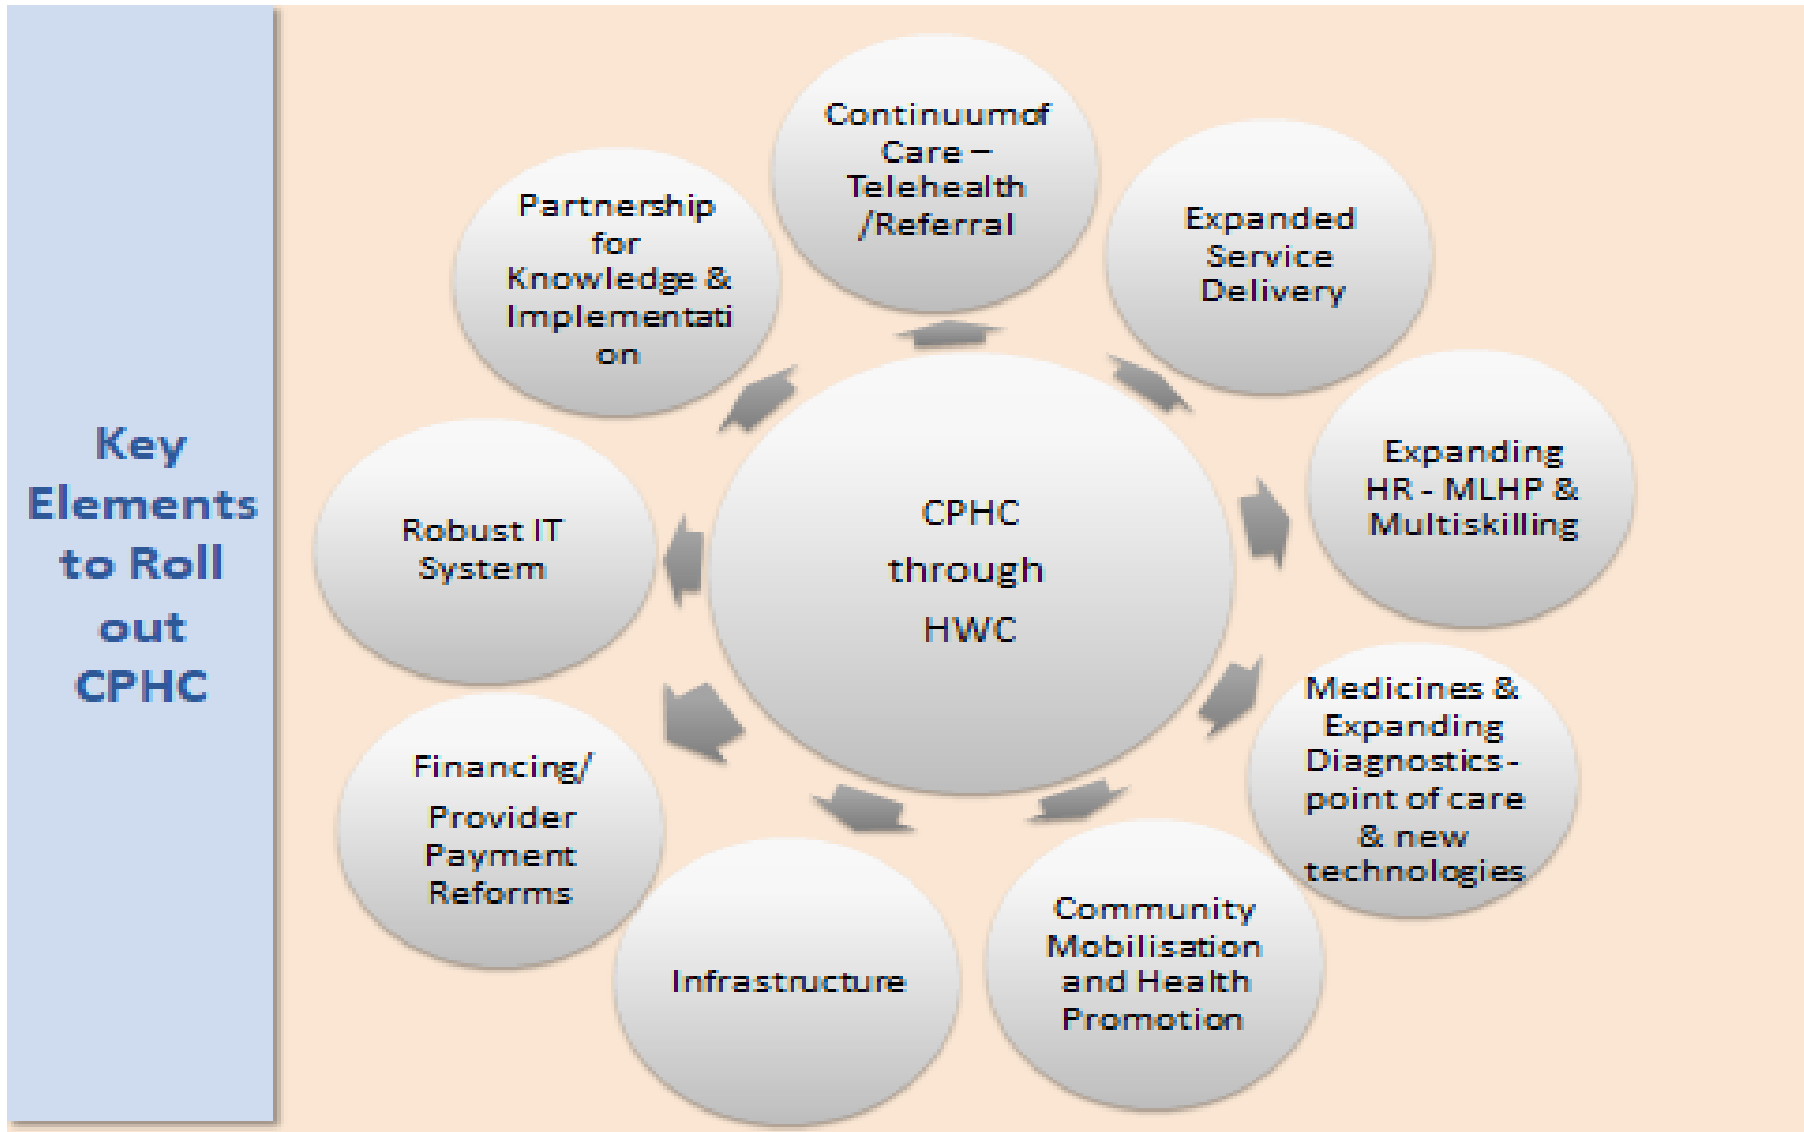 Key
Elements
to Roll
out
CPHC
Continuumof
Care –
Telehealth
/Referral
Expanded
Service
Delivery
Expanding
HR - MLHP &
Multiskilling
Medicines &
Expanding
Diagnostics-
point of care
& new
technologies
Community
Mobilisation
and Health
Promotion
Infrastructure
Financing/
Provider
Payment
Reforms
Robust IT
System
Partnership
for
Knowledge &
Implementati
on
CPHC
through
HWC